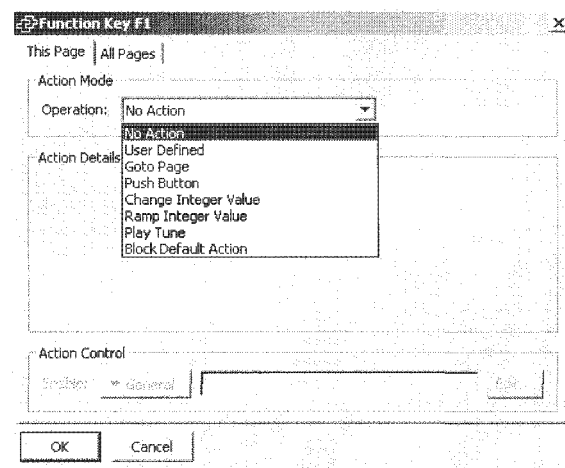 Function Key F1
This Page All Pages
Action Mode
Operation: No Action
No Action
User Defined
Goto Page
Action Details
Push Button
Change Integer Value
Ramp Integer Value
Play Tune
Block Default Action
Action Control
Enable: General Edit...
OK Cancel